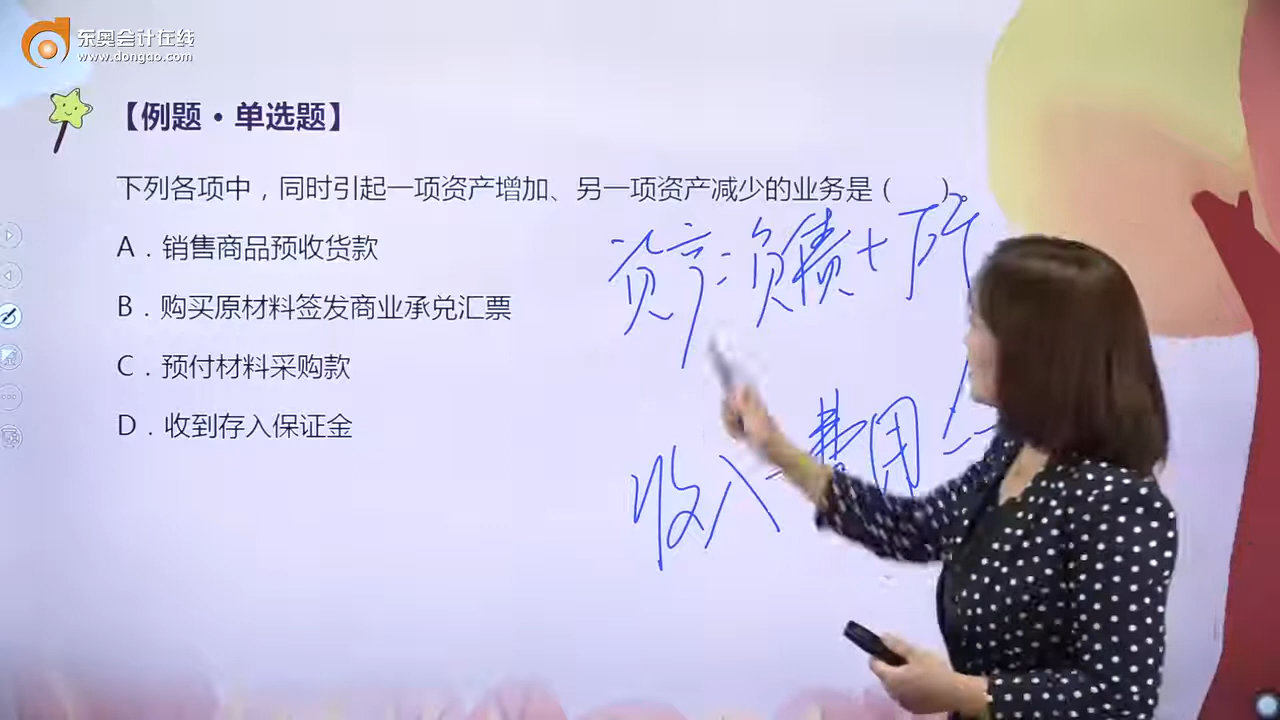 东奥会计在线
www.dongao.com
【例题·单选题】
下列各项中，同时引起一项资产增加、另一项资产减少的业务是（ ）。
A．销售商品预收货款
B．购买原材料签发商业承兑汇票
C．预付材料采购款
D．收到存入保证金
资产=负债+所
收入-费用=